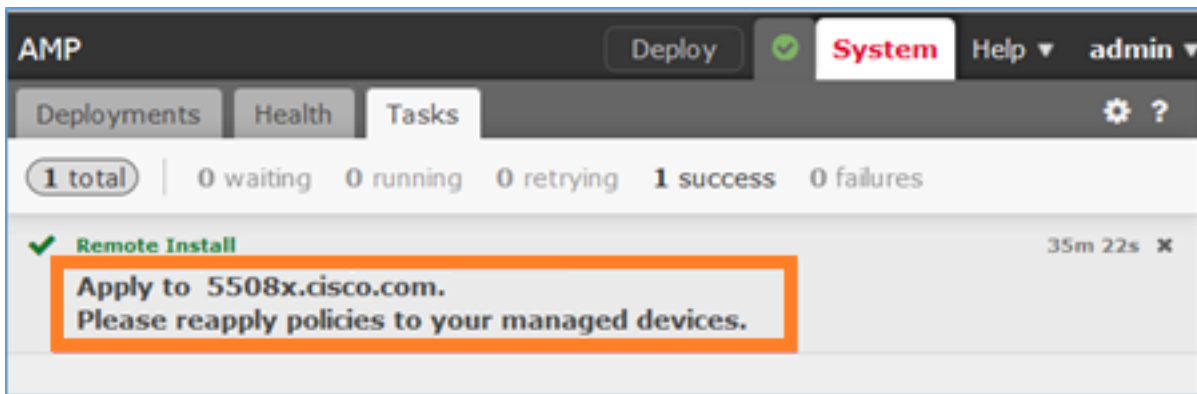 AMP Deploy System Help admin
Deployments Health Tasks ?
1 total 0 waiting 0 running 0 retrying 1 success 0 failures
Remote Install 35m 22s
Apply to 5508x.cisco.com.
Please reapply policies to your managed devices.